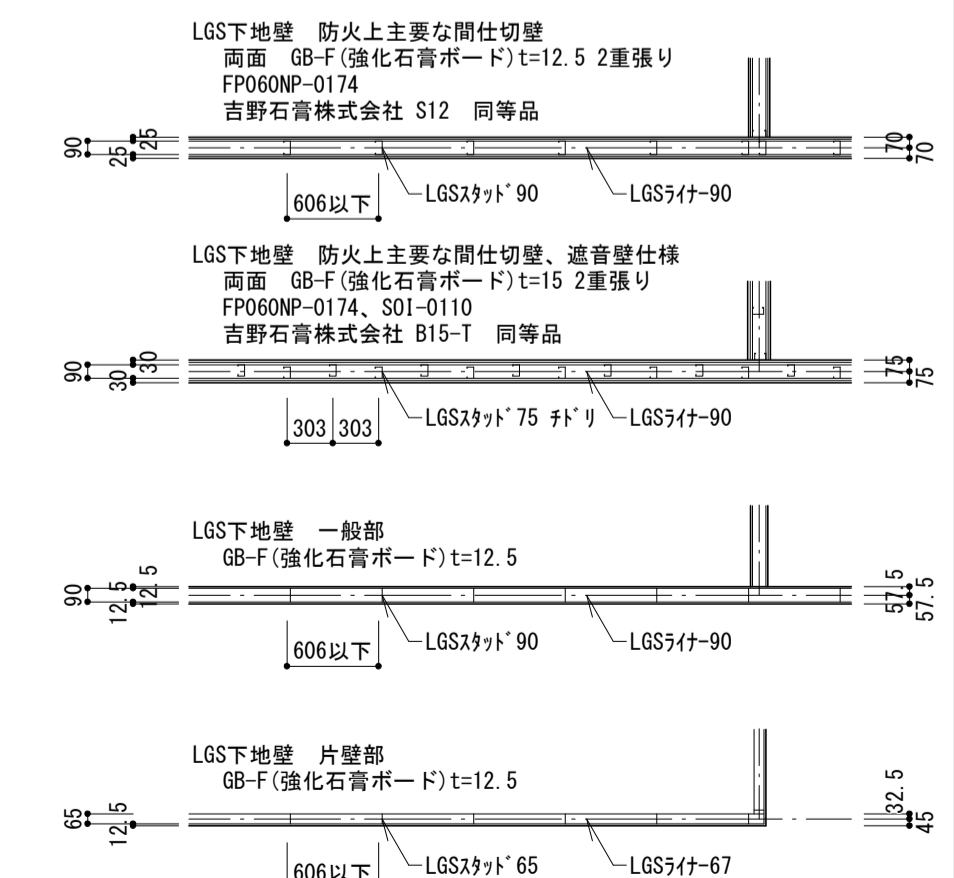 LGS下地壁　防火上主要な間仕切壁
両面　GB-F(強化石膏ボード)t=12.5 2重張り
FP060NP-0174
吉野石膏株式会社 S12　同等品
90
25
25
70
70
606以下
LGSｽﾀｯﾄﾞ90
LGSﾗｲﾅｰ90
LGS下地壁　防火上主要な間仕切壁、遮音壁仕様
両面　GB-F(強化石膏ボード)t=15 2重張り
FP060NP-0174、SOI-0110
吉野石膏株式会社 B15-T　同等品
90
30
30
75
75
303
303
LGSｽﾀｯﾄﾞ75 ﾁﾄﾞﾘ
LGSﾗｲﾅｰ90
LGS下地壁　一般部
GB-F(強化石膏ボード)t=12.5
90
12.5
12.5
57.5
57.5
606以下
LGSｽﾀｯﾄﾞ90
LGSﾗｲﾅｰ90
LGS下地壁　片壁部
GB-F(強化石膏ボード)t=12.5
65
12.5
32.5
45
606以下
LGSｽﾀｯﾄﾞ65
LGSﾗｲﾅｰ67